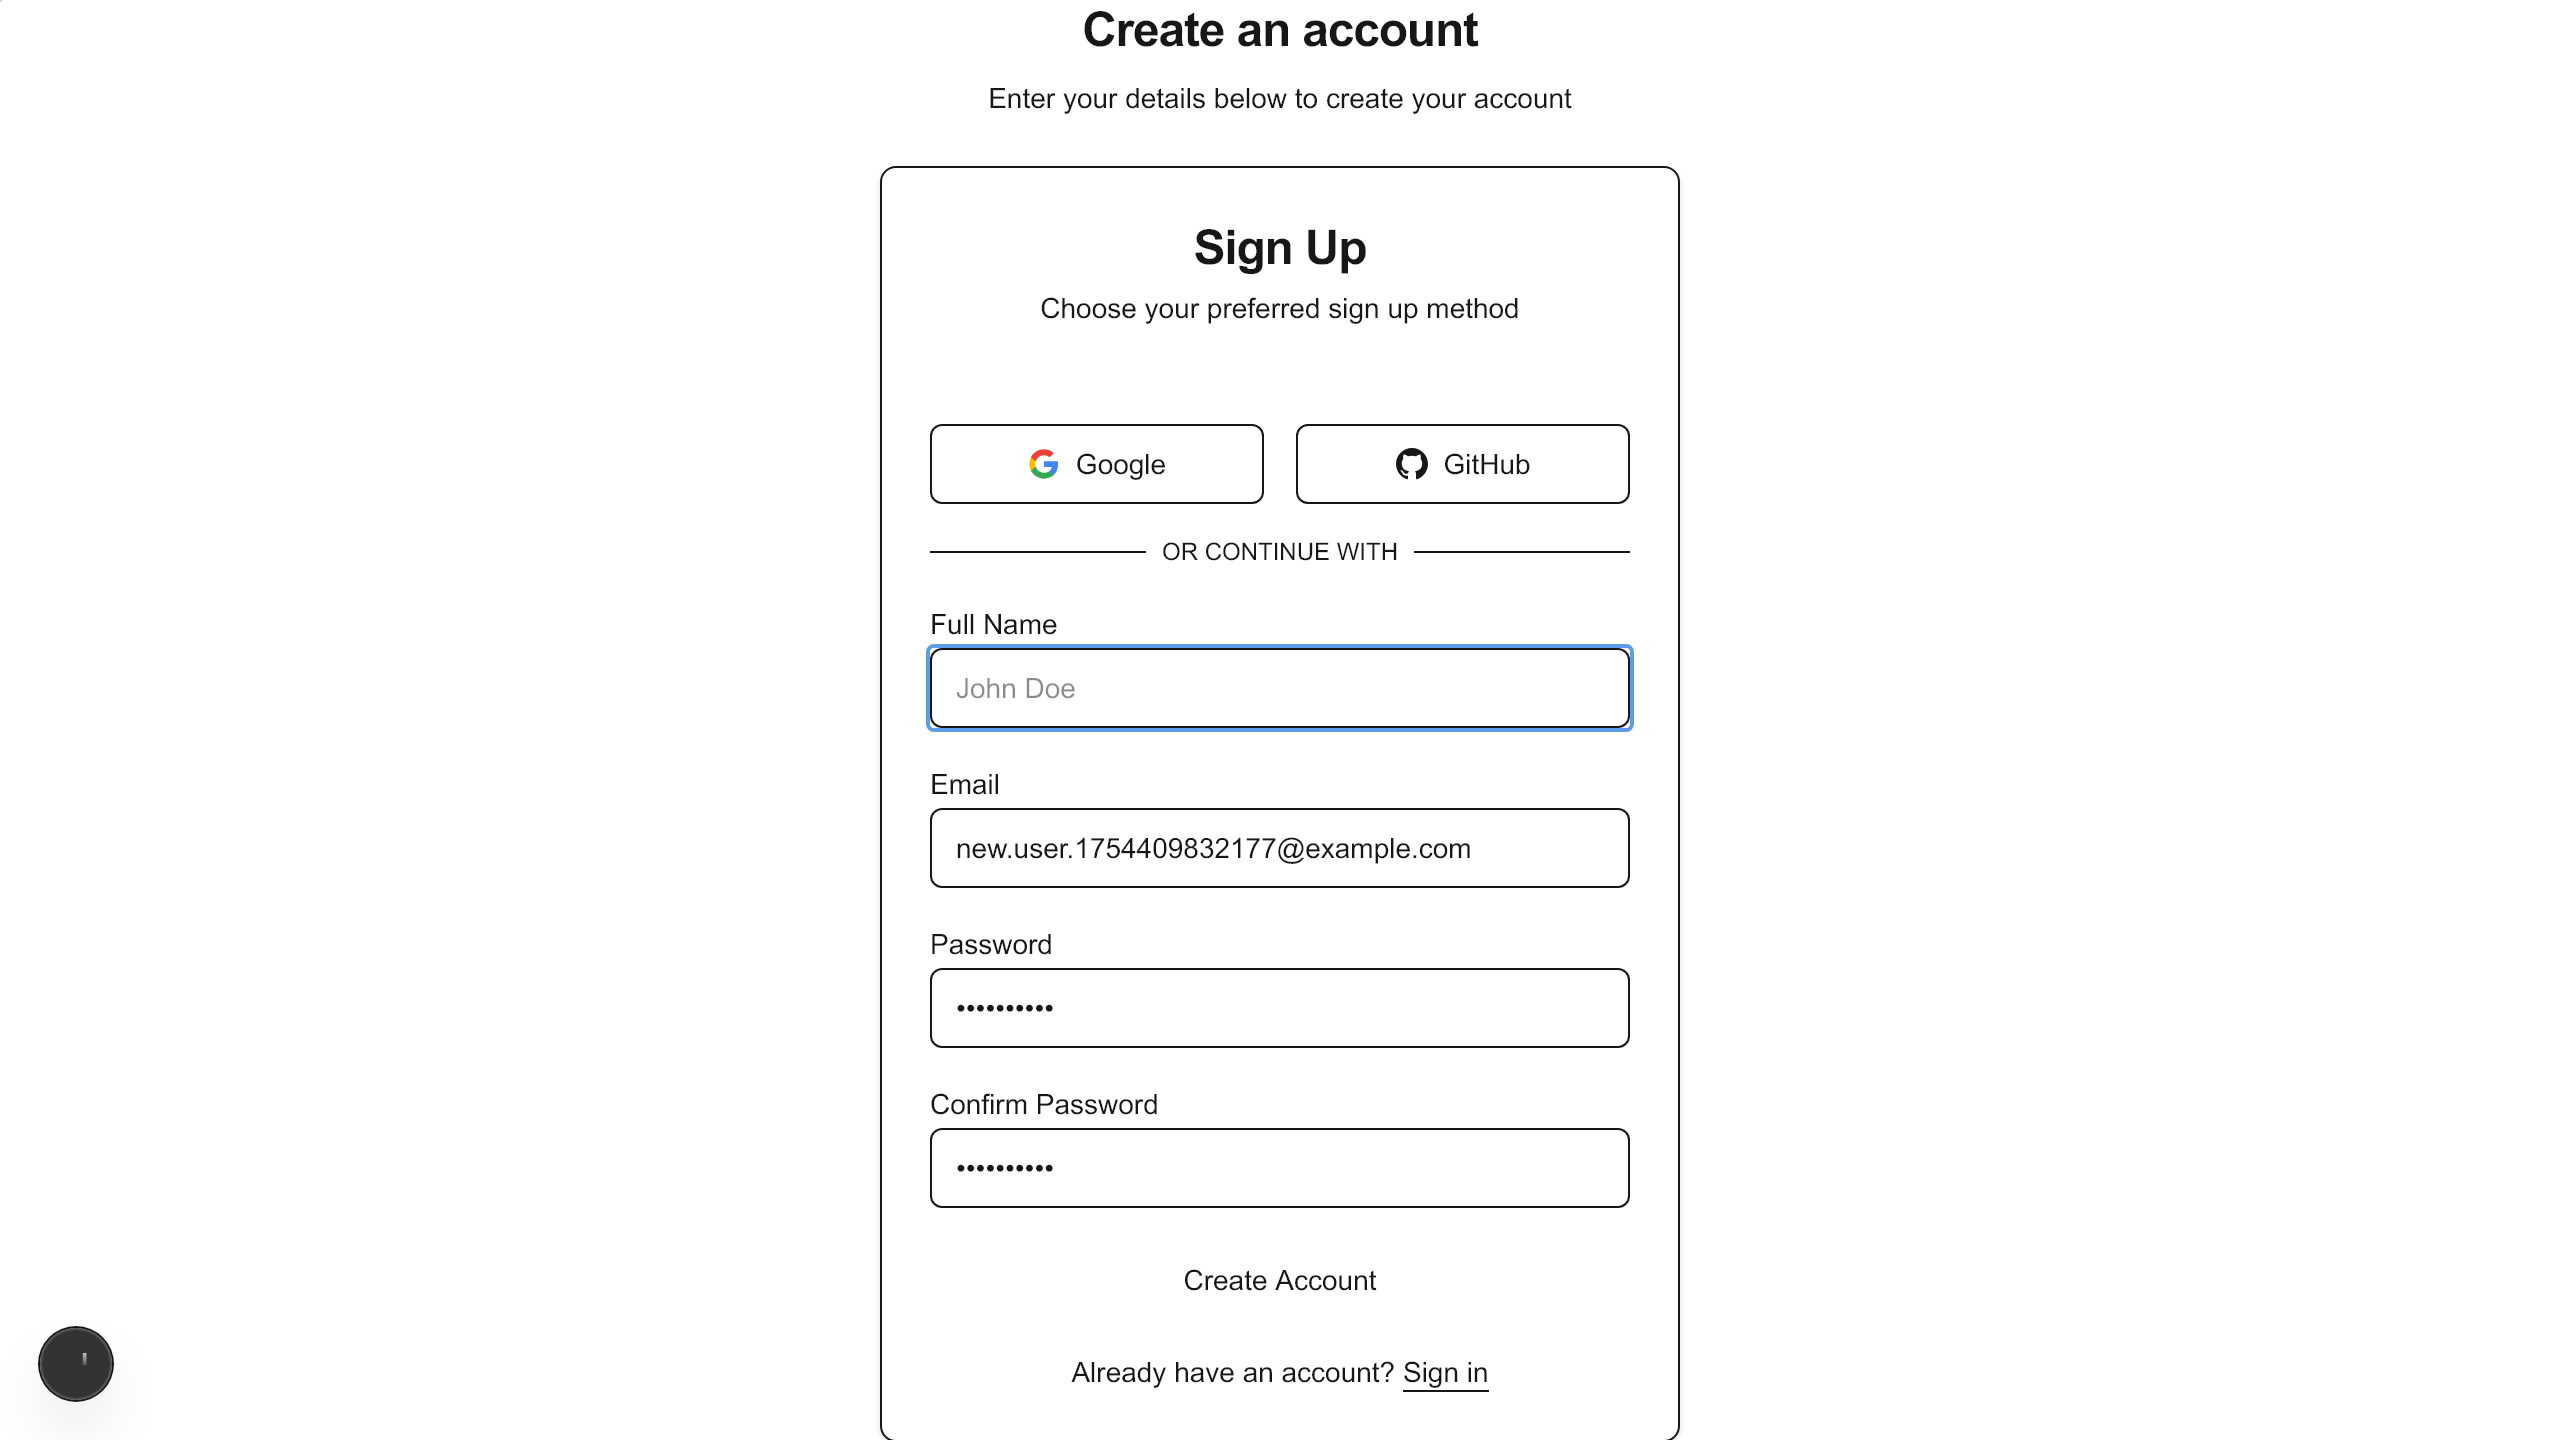 Create an account
Enter your details below to create your account
Sign Up
Choose your preferred sign up method
Google
GitHub
OR CONTINUE WITH
Full Name
John Doe
Email
new.user.1754409832177@example.com
Password
••••••••••
Confirm Password
••••••••••
Create Account
Already have an account? Sign in